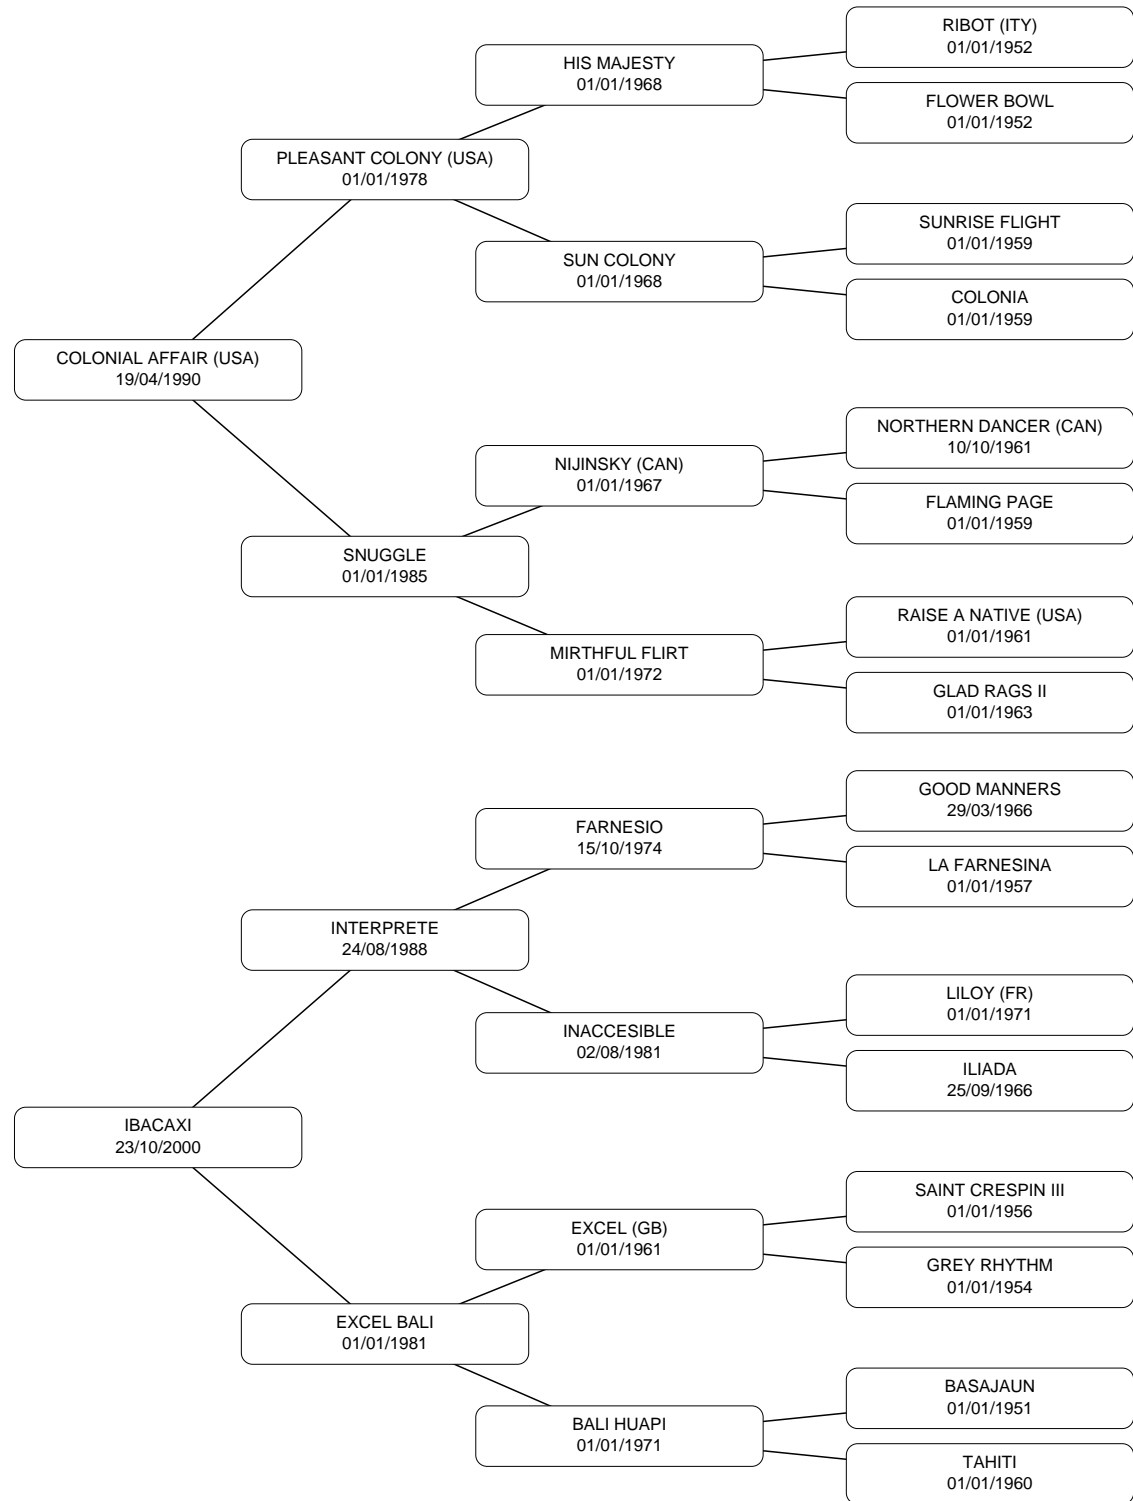 RIBOT (ITY)
01/01/1952
HIS MAJESTY
01/01/1968
FLOWER BOWL
01/01/1952
PLEASANT COLONY (USA)
01/01/1978
SUNRISE FLIGHT
01/01/1959
SUN COLONY
01/01/1968
COLONIA
01/01/1959
COLONIAL AFFAIR (USA)
19/04/1990
NORTHERN DANCER (CAN)
10/10/1961
NIJINSKY (CAN)
01/01/1967
FLAMING PAGE
01/01/1959
SNUGGLE
01/01/1985
RAISE A NATIVE (USA)
01/01/1961
MIRTHFUL FLIRT
01/01/1972
GLAD RAGS II
01/01/1963
GOOD MANNERS
29/03/1966
FARNESIO
15/10/1974
LA FARNESINA
01/01/1957
INTERPRETE
24/08/1988
LILOY (FR)
01/01/1971
INACCESIBLE
02/08/1981
ILIADA
25/09/1966
IBACAXI
23/10/2000
SAINT CRESPIN III
01/01/1956
EXCEL (GB)
01/01/1961
GREY RHYTHM
01/01/1954
EXCEL BALI
01/01/1981
BASAJAUN
01/01/1951
BALI HUAPI
01/01/1971
TAHITI
01/01/1960